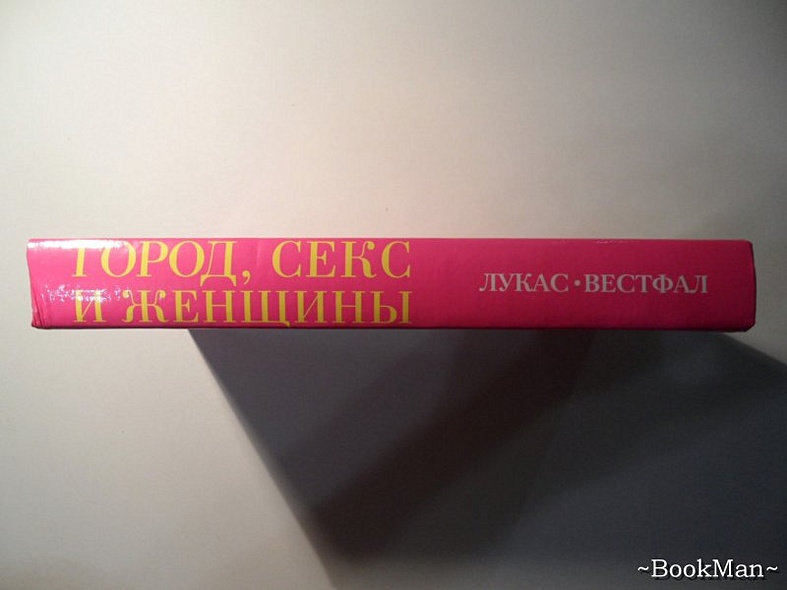 ГОРОД, СЕКС
И ЖЕНЩИНЫ
ЛУКАС • ВЕСТФАЛ
~BookMan~